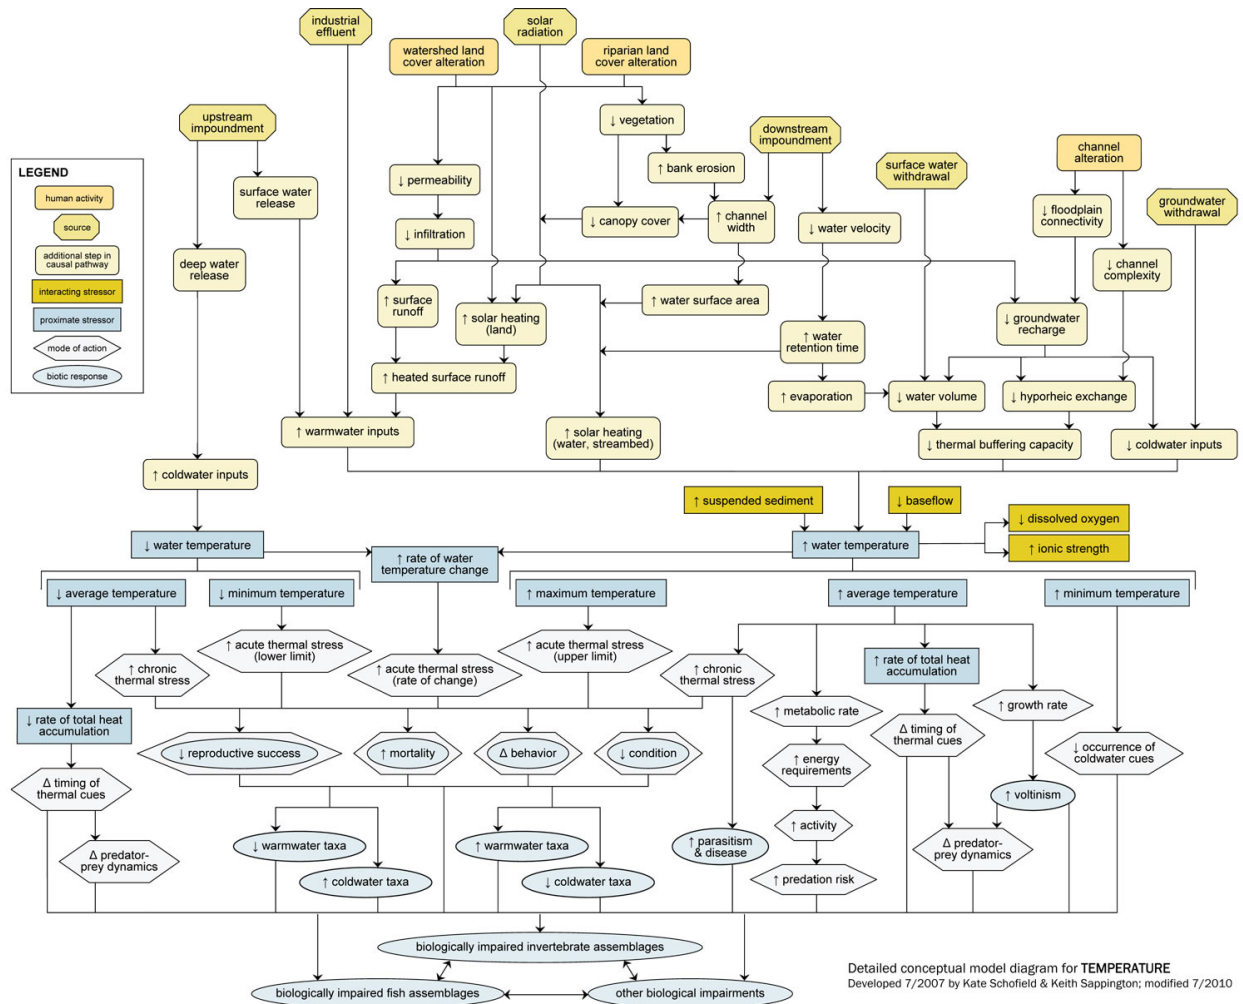 industrial
effluent
solar
radiation
watershed land
cover alteration
riparian land
cover alteration
upstream
impoundment
↓ vegetation
downstream
impoundment
channel
alteration
LEGEND
human activity
source
additional step in
causal pathway
interacting stressor
proximate stressor
mode of action
biotic response
surface water
release
↓ permeability
↑ bank erosion
surface water
withdrawal
groundwater
withdrawal
↓ infiltration
↓ canopy cover
↑ channel
width
↓ water velocity
↓ floodplain
connectivity
deep water
release
↓ channel
complexity
↑ surface
runoff
↑ solar heating
(land)
↑ water surface area
↑ water
retention time
↓ groundwater
recharge
↑ heated surface runoff
↑ evaporation
↓ water volume
↓ hyporheic exchange
↑ warmwater inputs
↑ solar heating
(water, streambed)
↓ thermal buffering capacity
↓ coldwater inputs
↑ coldwater inputs
↑ suspended sediment
↓ baseflow
↓ dissolved oxygen
↑ ionic strength
↓ water temperature
↑ rate of water
temperature change
↑ water temperature
↓ average temperature
↓ minimum temperature
↑ maximum temperature
↑ average temperature
↑ minimum temperature
↑ chronic
thermal stress
↑ acute thermal stress
(lower limit)
↑ acute thermal stress
(rate of change)
↑ acute thermal stress
(upper limit)
↑ chronic
thermal stress
↑ rate of total heat
accumulation
↓ rate of total heat
accumulation
↑ metabolic rate
↑ growth rate
↓ reproductive success
↑ mortality
Δ behavior
↓ condition
↑ energy
requirements
Δ timing of
thermal cues
↓ occurrence of
coldwater cues
Δ timing of
thermal cues
↑ voltinism
Δ predator-
prey dynamics
↓ warmwater taxa
↑ coldwater taxa
↑ warmwater taxa
↓ coldwater taxa
↑ parasitism
& disease
↑ activity
↑ predation risk
Δ predator-
prey dynamics
biologically impaired invertebrate assemblages
biologically impaired fish assemblages
other biological impairments
Detailed conceptual model diagram for TEMPERATURE
Developed 7/2007 by Kate Schofield & Keith Sappington; modified 7/2010